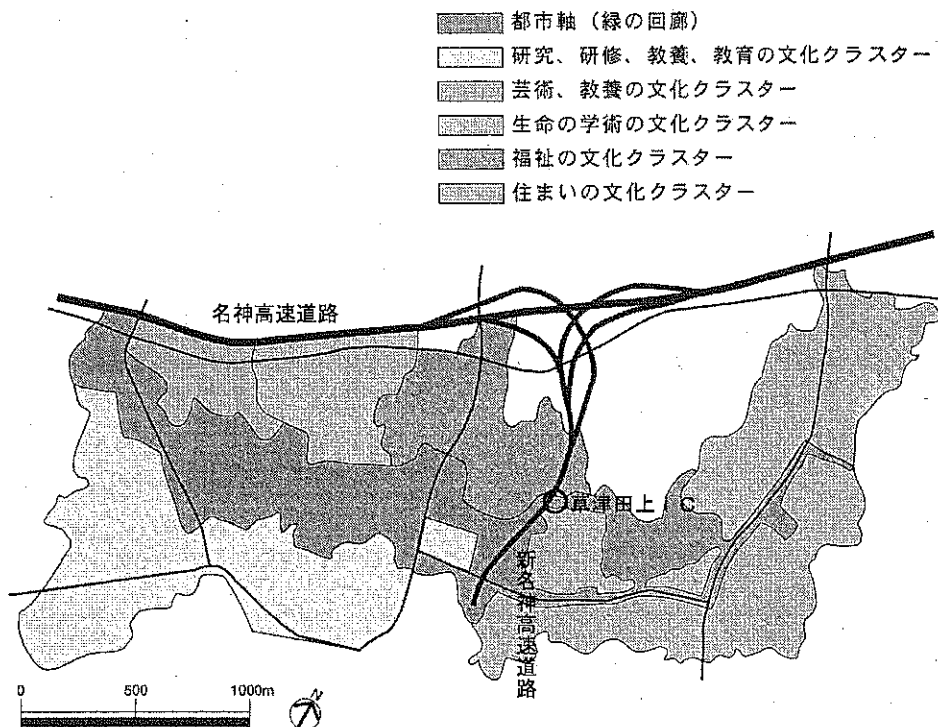 都市軸（緑の回廊）
研究、研修、教養、教育の文化クラスター
芸術、教養の文化クラスター
生命の学術の文化クラスター
福祉の文化クラスター
住まいの文化クラスター
名神高速道路
草津田上IC
新名神高速道路
0 500 1000m
N